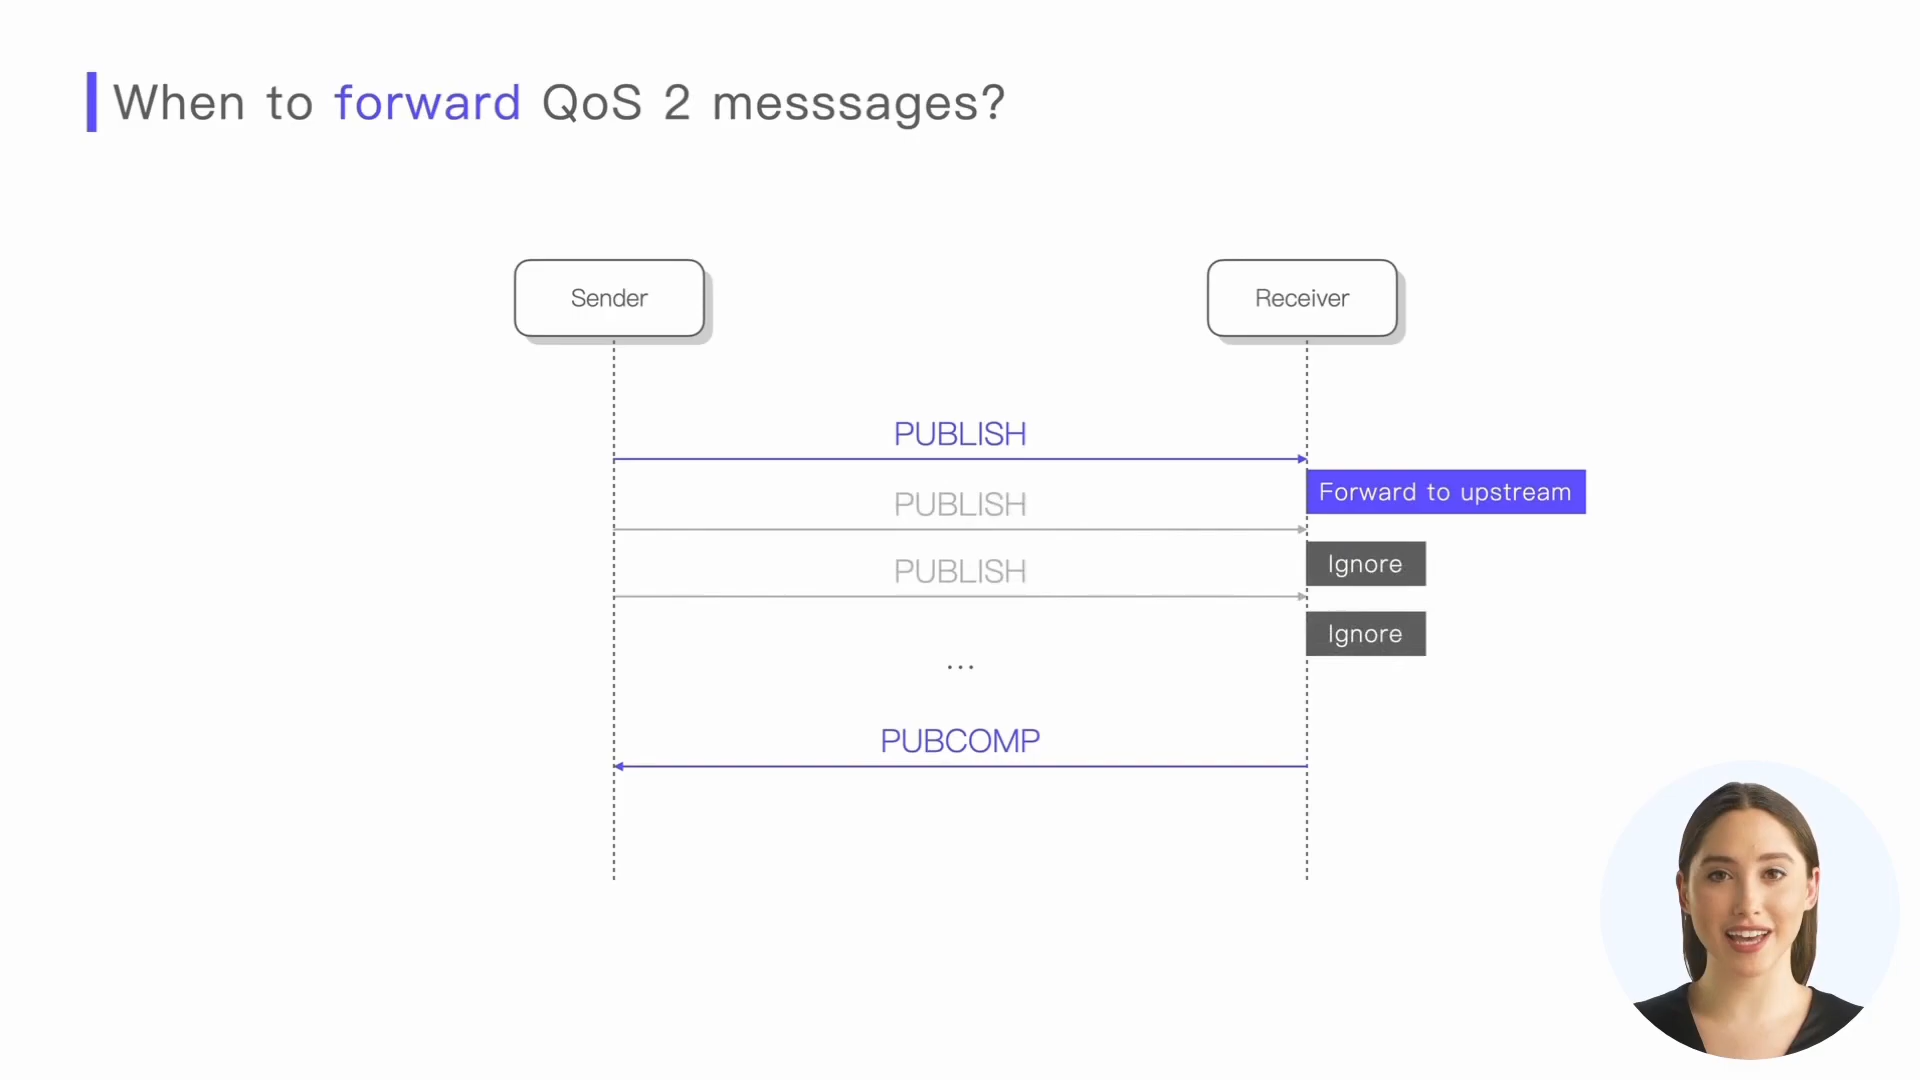 When to forward QoS 2 messsages?
Sender
Receiver
PUBLISH
Forward to upstream
PUBLISH
Ignore
PUBLISH
Ignore
...
PUBCOMP